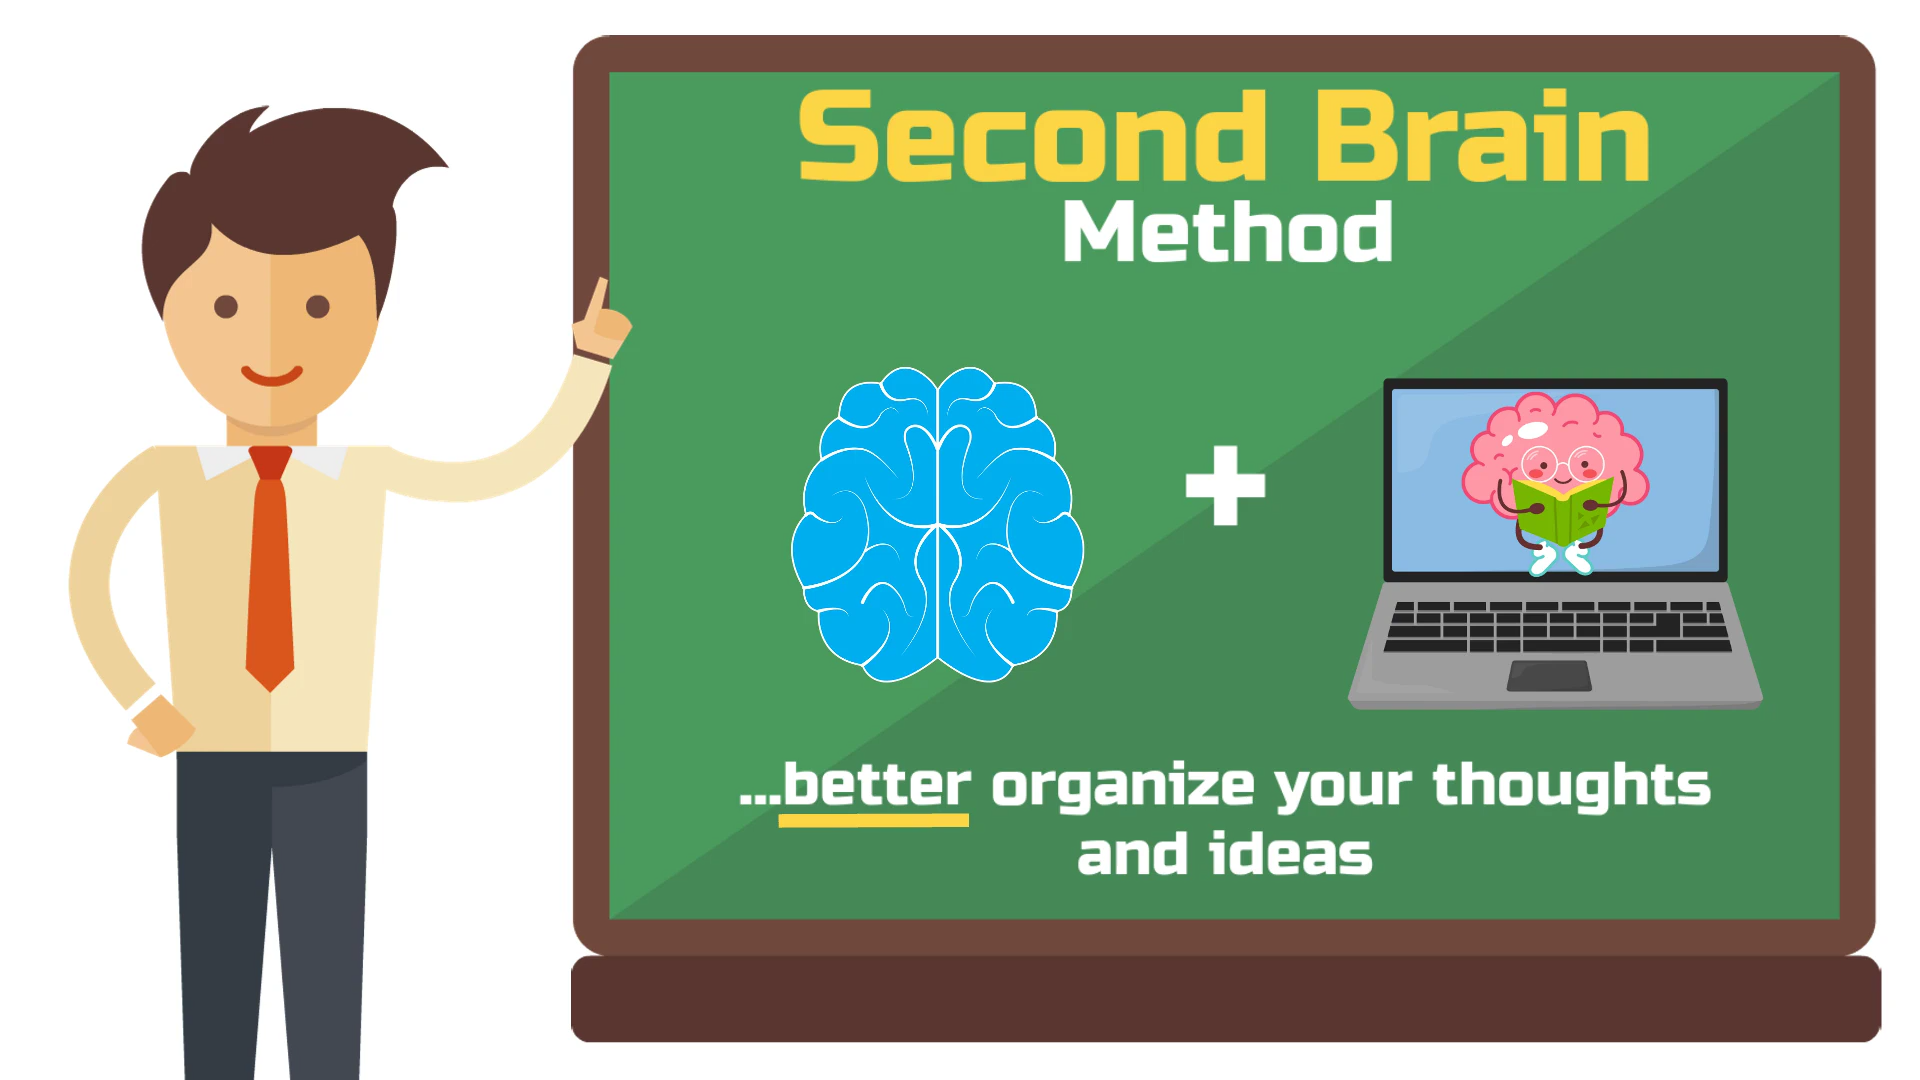 Second Brain
Method
...better organize your thoughts
and ideas